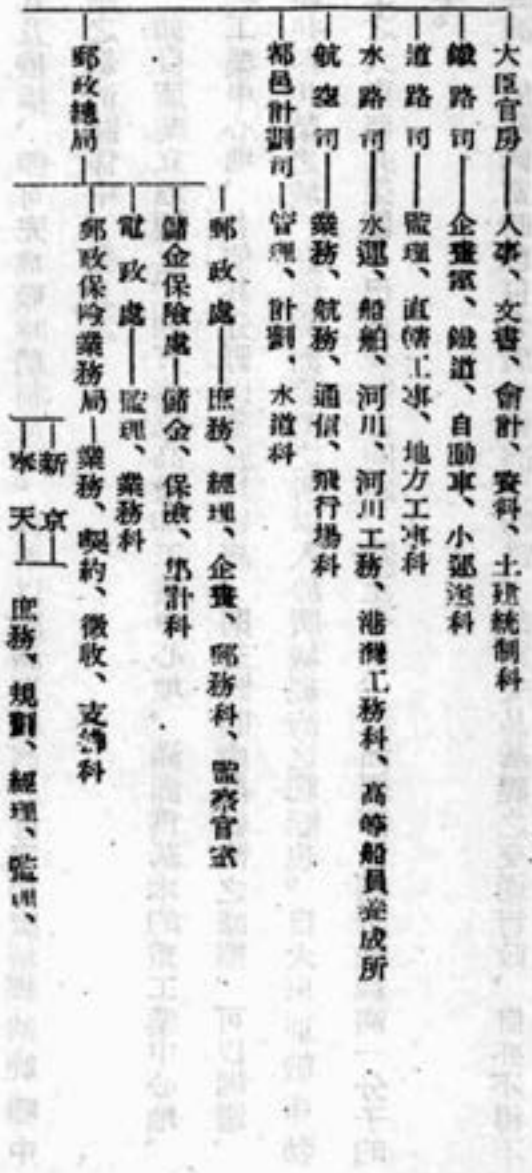 大臣官房——人事、文書、會計、資料、土建統制科
鐵路司——企畫室、鐵道、自動車、小運送科
道路司——監理、直轄工事、地方工事科
水路司——水運、船舶、河川、河川工務、港灣工務科、高等船員養成所
航空司——業務、航務、通信、飛行場科
都邑計劃司—管理、計劃、水道科
郵政總局
郵政處——庶務、經理、企畫、郵務科、監察官室
儲金保險處—儲金、保險、集計科
電政處——監理、業務科
郵政保險業務局—業務、契約、徵收、支拂科
新京
奉天
庶務、規劃、經理、監理、